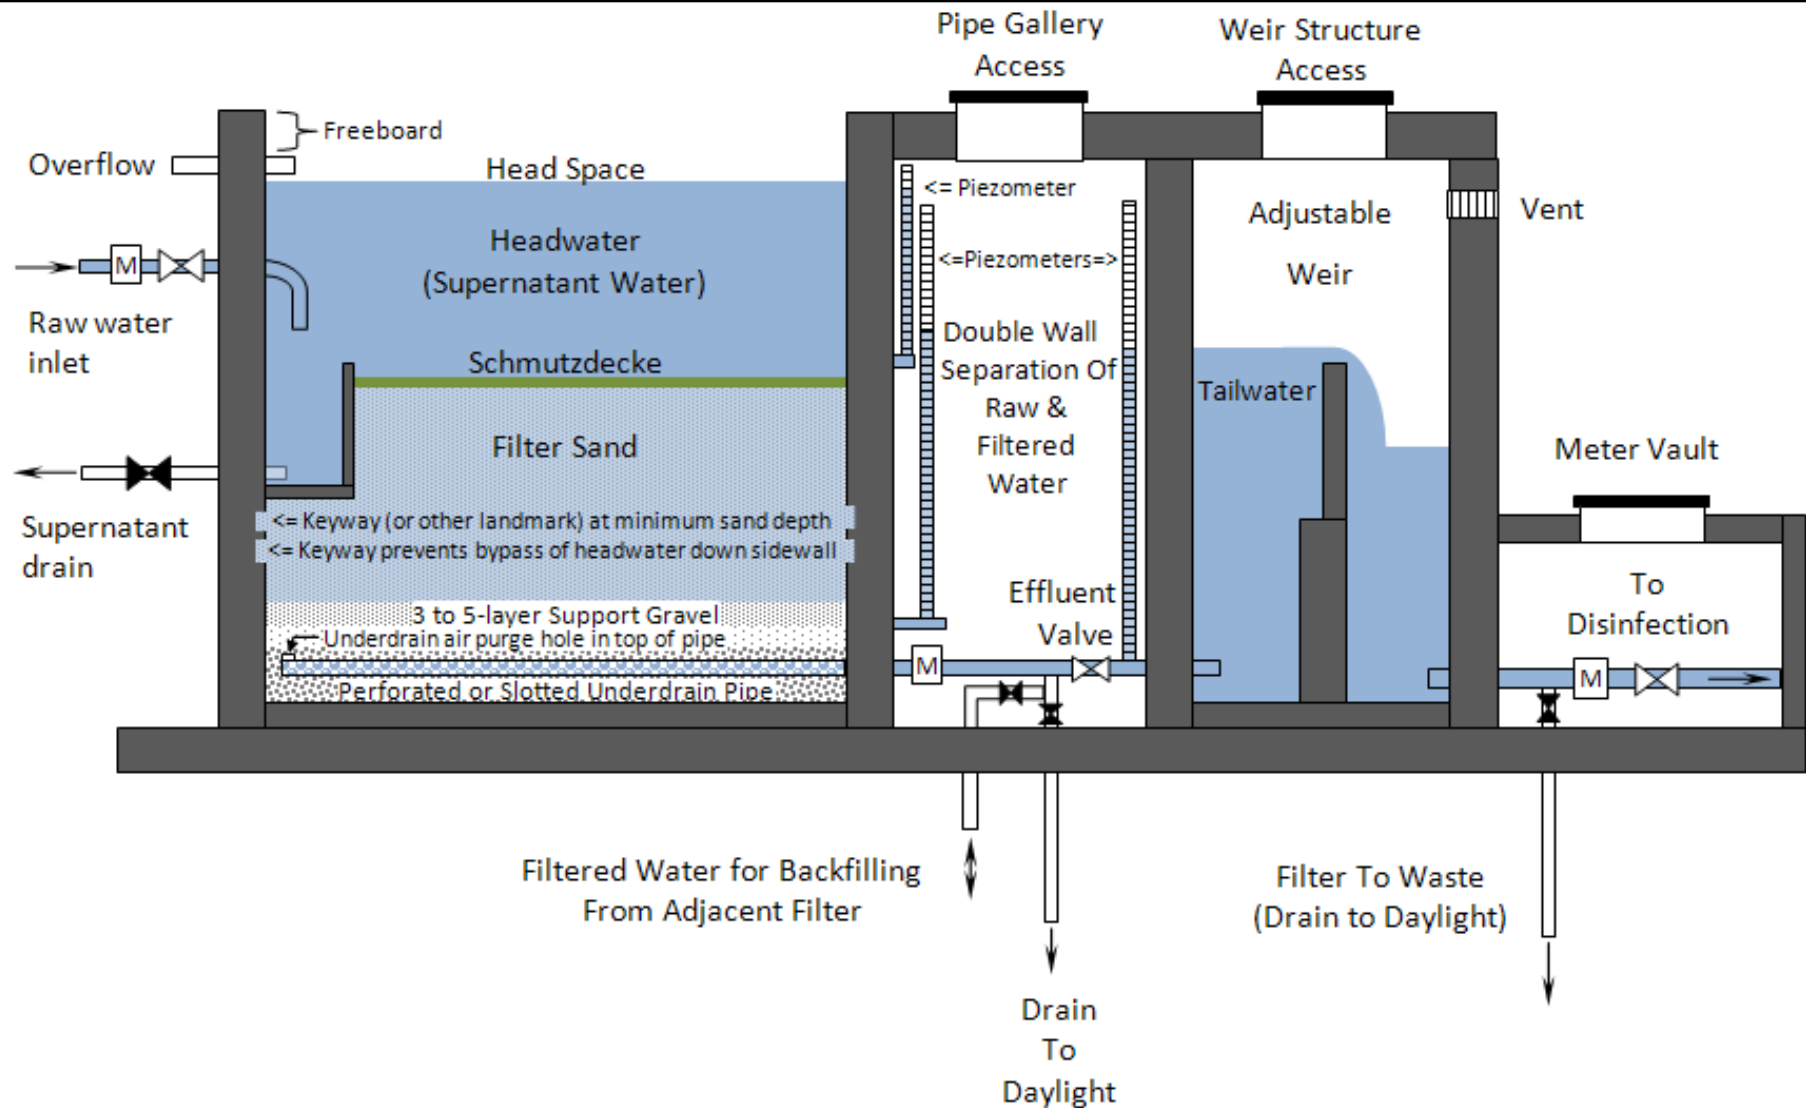 Pipe Gallery
Access
Weir Structure
Access
Freeboard
Overflow
Head Space
<= Piezometer
Adjustable
Weir
Vent
Headwater
(Supernatant Water)
<=Piezometers=>
M
Raw water
inlet
Double Wall
Separation Of
Raw &
Filtered
Water
Schmutzdecke
Tailwater
Filter Sand
Meter Vault
Supernatant
drain
<= Keyway (or other landmark) at minimum sand depth
<= Keyway prevents bypass of headwater down sidewall
Effluent
Valve
To
Disinfection
3 to 5-layer Support Gravel
Underdrain air purge hole in top of pipe
M
M
Perforated or Slotted Underdrain Pipe
Filtered Water for Backfilling
From Adjacent Filter
Filter To Waste
(Drain to Daylight)
Drain
To
Daylight